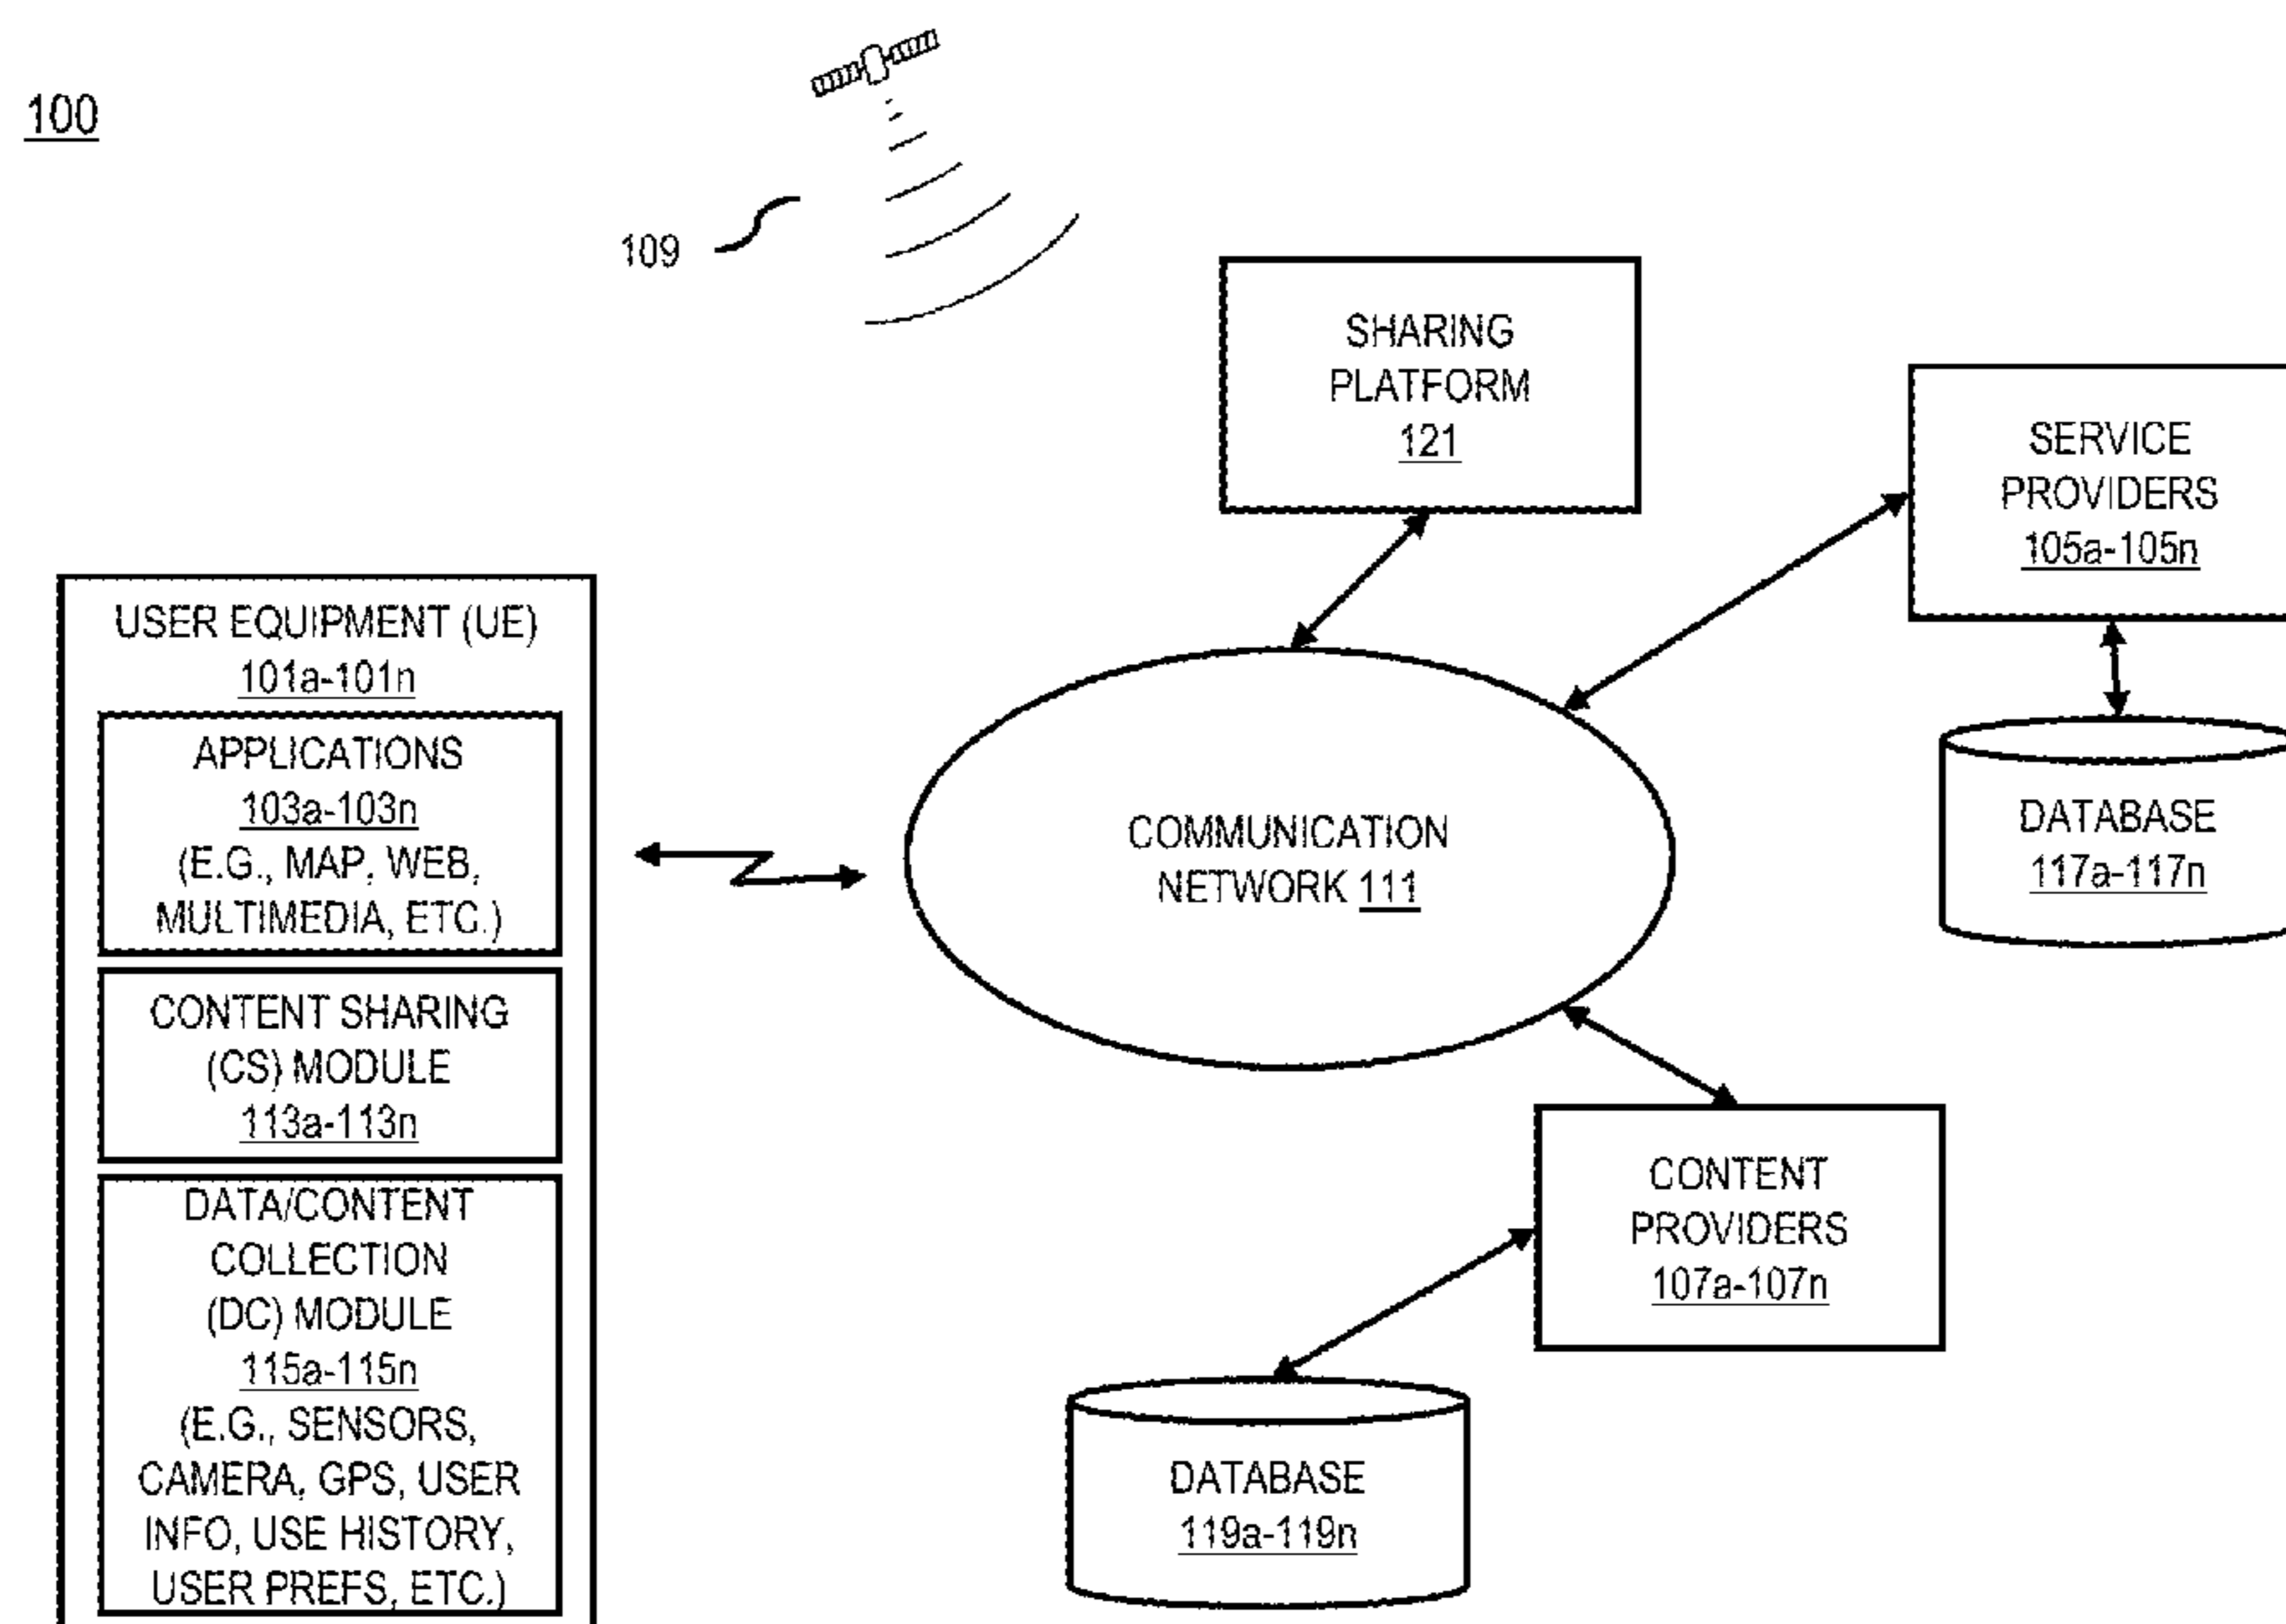 100
109
SHARING
PLATFORM
121
SERVICE
PROVIDERS
105a-105n
USER EQUIPMENT (UE)
101a-101n
APPLICATIONS
103a-103n
(E.G., MAP, WEB,
MULTIMEDIA, ETC.)
CONTENT SHARING
(CS) MODULE
113a-113n
DATA/CONTENT
COLLECTION
(DC) MODULE
115a-115n
(E.G., SENSORS,
CAMERA, GPS, USER
INFO, USE HISTORY,
USER PREFS, ETC.)
COMMUNICATION
NETWORK 111
DATABASE
117a-117n
CONTENT
PROVIDERS
107a-107n
DATABASE
119a-119n